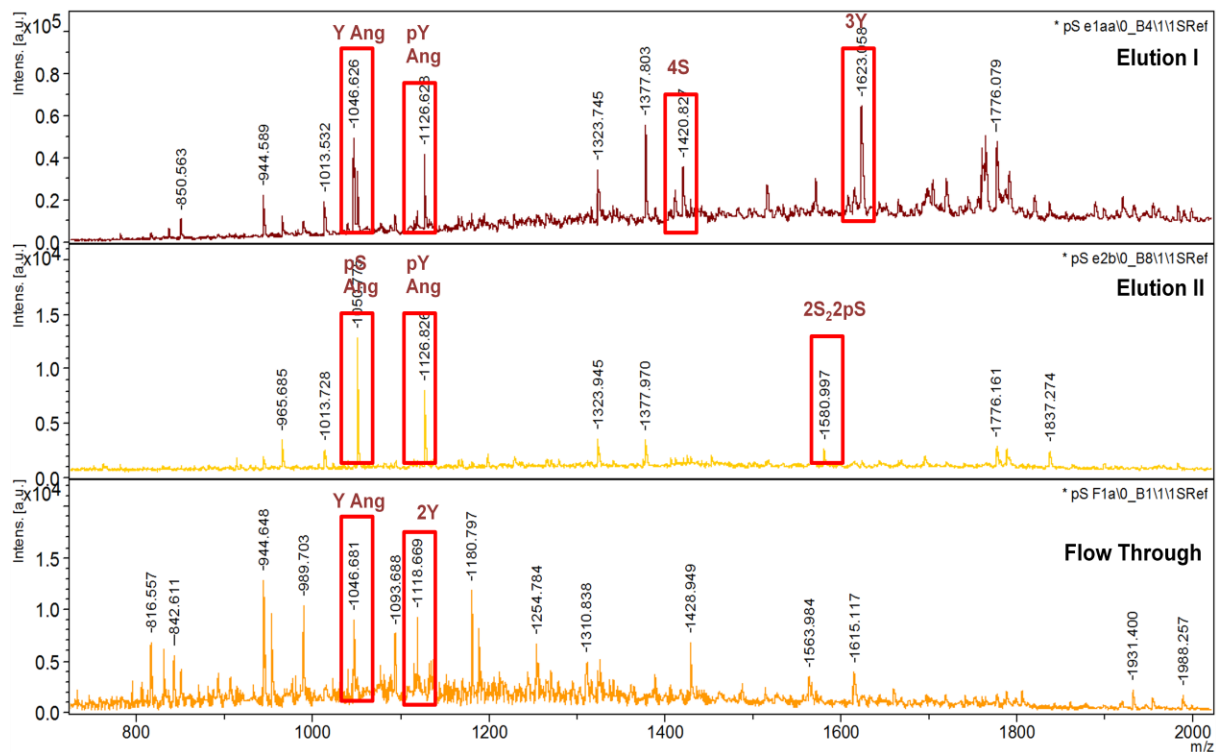 Intens. [a.u.]
x10^5
* pS e1aa\0_B4\1\1SRef
Elution I
Y Ang
pY
Ang
4S
3Y
-850.563
-944.589
-1013.532
-1046.626
-1126.623
-1323.745
-1377.803
-1420.827
-1623.058
-1776.079
1.0
0.8
0.6
0.4
0.2
0.0
Intens. [a.u.]
x10^4
* pS e2b\0_B8\1\1SRef
Elution II
pS
Ang
pY
Ang
2S₂2pS
-965.685
-1013.728
-1126.826
-1323.945
-1377.970
-1580.997
-1776.161
-1837.274
1.5
1.0
0.5
0.0
Intens. [a.u.]
x10^4
* pS F1a\0_B1\1\1SRef
Flow Through
Y Ang
2Y
-816.557
-842.611
-944.648
-989.703
-1046.681
-1093.688
-1118.669
-1180.797
-1254.784
-1310.838
-1428.949
-1563.984
-1615.117
-1931.400
-1988.257
1.5
1.0
0.5
0.0
800 1000 1200 1400 1600 1800 2000
m/z